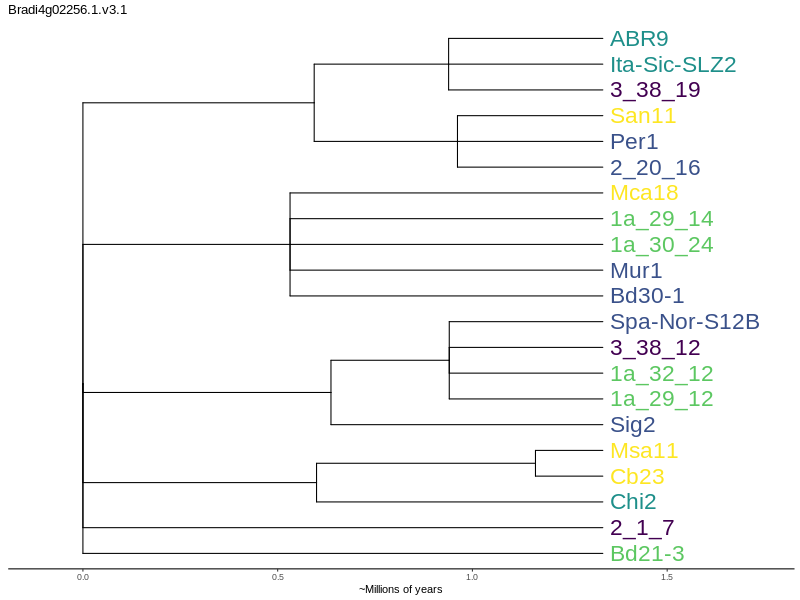 Bradi4g02256.1.v3.1
ABR9
Ita-Sic-SLZ2
3_38_19
San11
Per1
2_20_16
Mca18
1a_29_14
1a_30_24
Mur1
Bd30-1
Spa-Nor-S12B
3_38_12
1a_32_12
1a_29_12
Sig2
Msa11
Cb23
Chi2
2_1_7
Bd21-3
0.0 0.5 1.0 1.5
~Millions of years